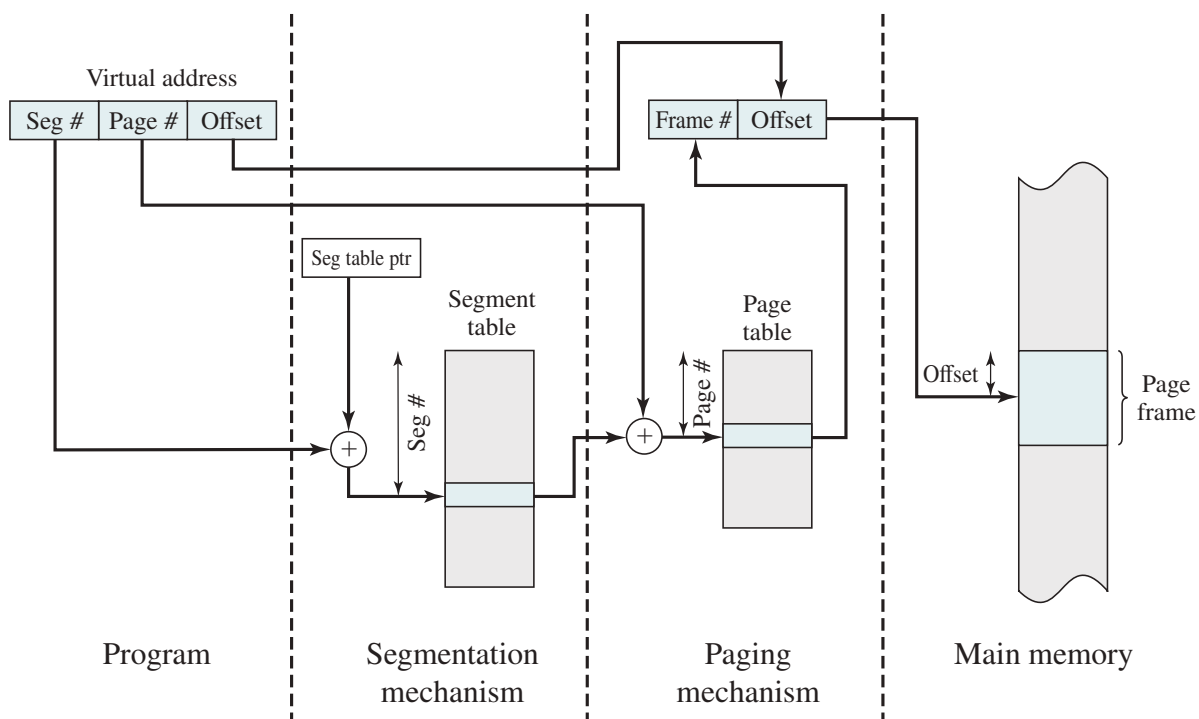 Virtual address
Seg # Page # Offset
Frame # Offset
Seg table ptr
Segment
table
Seg #
Page
table
Page #
Offset
Page
frame
Program
Segmentation
mechanism
Paging
mechanism
Main memory
+
+